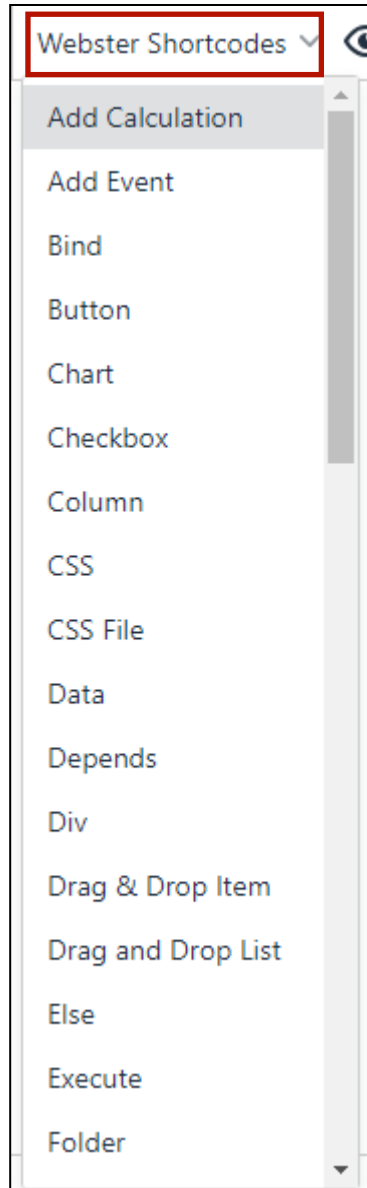 Webster Shortcodes
Add Calculation
Add Event
Bind
Button
Chart
Checkbox
Column
CSS
CSS File
Data
Depends
Div
Drag & Drop Item
Drag and Drop List
Else
Execute
Folder